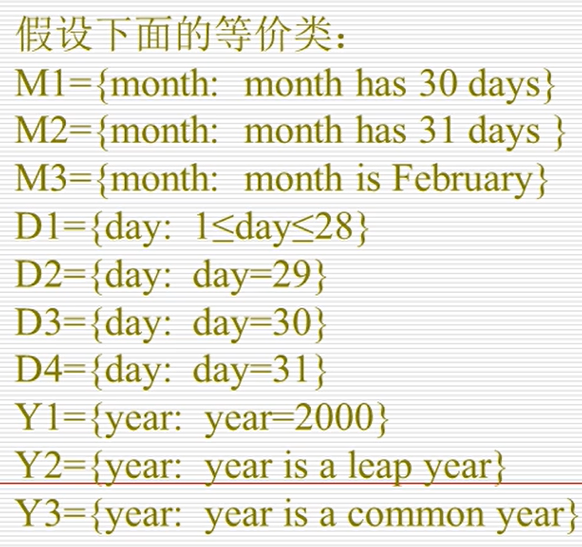 假设下面的等价类：
M1={month: month has 30 days}
M2={month: month has 31 days }
M3={month: month is February}
D1={day: 1≤day≤28}
D2={day: day=29}
D3={day: day=30}
D4={day: day=31}
Y1={year: year=2000}
Y2={year: year is a leap year}
Y3={year: year is a common year}